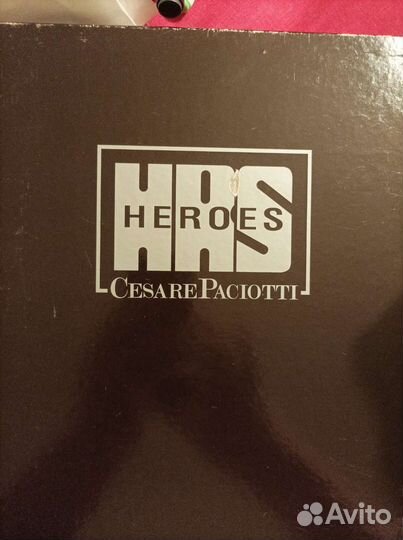 HRS
HEROES
CESARE PACIOTTI
Avito